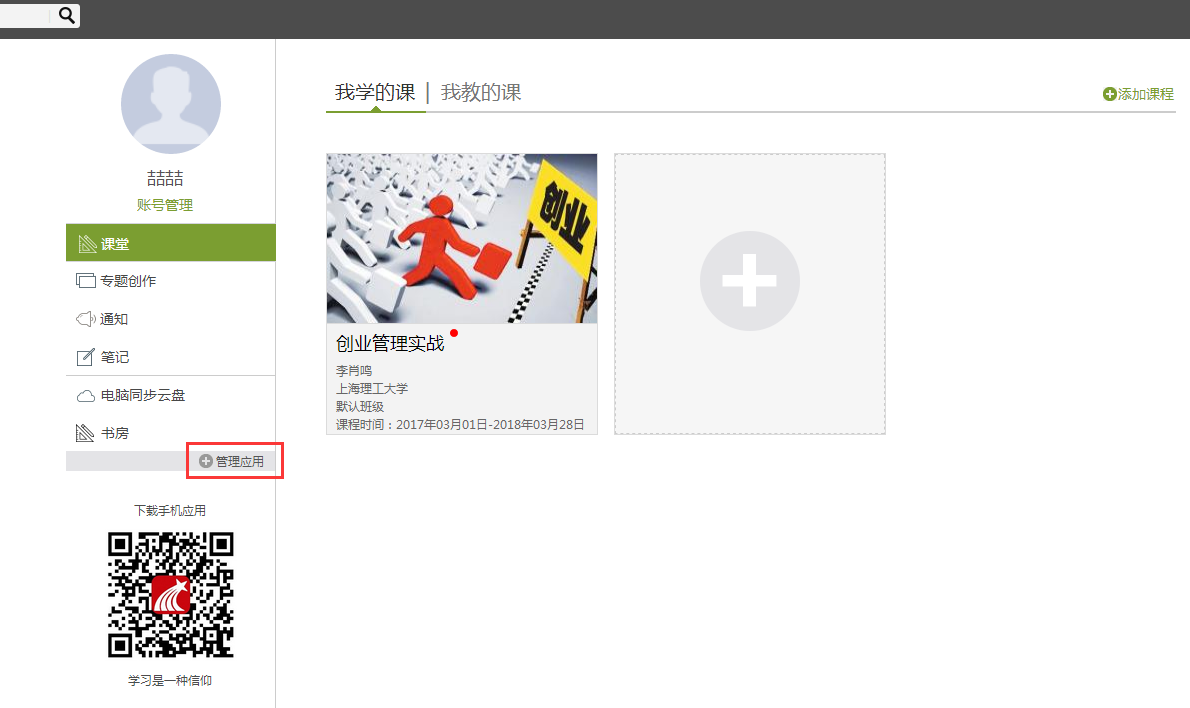 喆喆
账号管理
课堂
专题创作
通知
笔记
电脑同步云盘
书房
管理应用
下载手机应用
学习是一种信仰
我学的课 | 我教的课
添加课程
创业
创业管理实战
李肖鸣
上海理工大学
默认班级
课程时间：2017年03月01日-2018年03月28日